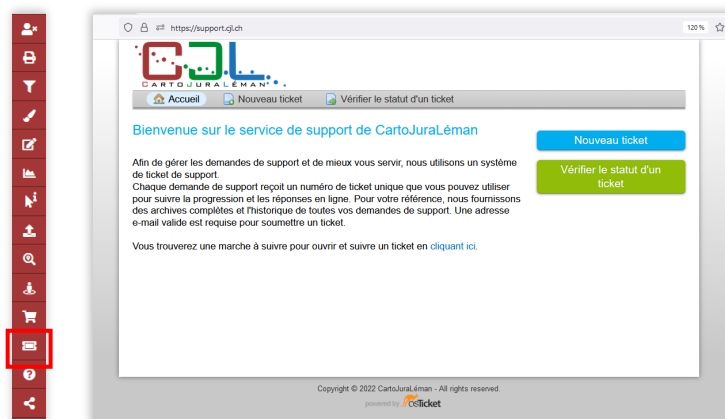 https://support.cjl.ch
120 %
CJL
CARTOJURALÉMAN
Accueil
Nouveau ticket
Vérifier le statut d'un ticket
Bienvenue sur le service de support de CartoJuraLéman
Nouveau ticket
Afin de gérer les demandes de support et de mieux vous servir, nous utilisons un système
de ticket de support.
Chaque demande de support reçoit un numéro de ticket unique que vous pouvez utiliser
pour suivre la progression et les réponses en ligne. Pour votre référence, nous fournissons
des archives complètes et l'historique de toutes vos demandes de support. Une adresse
e-mail valide est requise pour soumettre un ticket.
Vérifier le statut d'un
ticket
Vous trouverez une marche à suivre pour ouvrir et suivre un ticket en cliquant ici.
Copyright © 2022 CartoJuraLéman - All rights reserved.
powered by osTicket